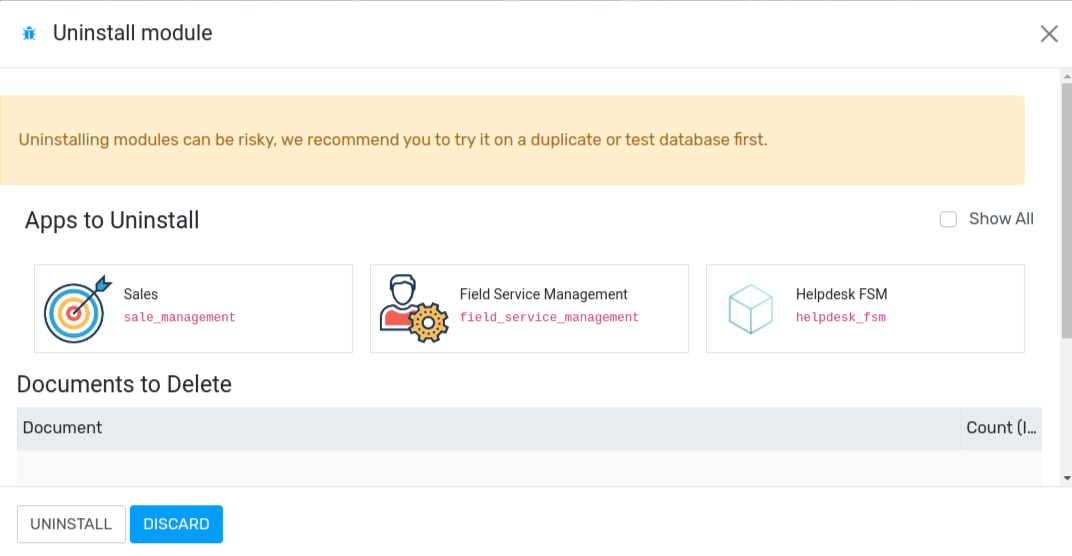 Uninstall module
Uninstalling modules can be risky, we recommend you to try it on a duplicate or test database first.
Apps to Uninstall
Show All
Sales
sale_management
Field Service Management
field_service_management
Helpdesk FSM
helpdesk_fsm
Documents to Delete
Document Count (I...
UNINSTALL DISCARD